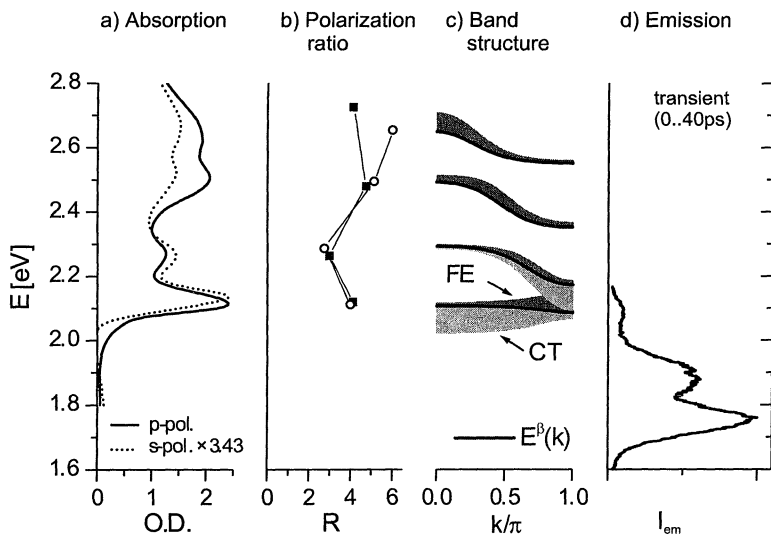 a) Absorption
b) Polarization
ratio
c) Band
structure
d) Emission
E [eV]
2.8
2.6
2.4
2.2
2.0
1.8
1.6
p-pol.
s-pol. × 3.43
0 1 2
O.D.
0 2 4 6
R
FE
CT
E^β(k)
0.0 0.5 1.0
k/π
transient
(0..40ps)
I_em